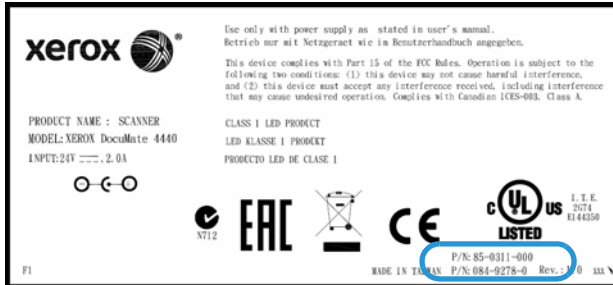 xerox
Use only with power supply as stated in user's manual.
Betrieb nur mit Netzgeraet wie im Benutzerhandbuch angegeben.
This device complies with Part 15 of the FCC Rules. Operation is subject to the
following two conditions: (1) this device may not cause harmful interference,
and (2) this device must accept any interference received, including interference
that may cause undesired operation. Complies with Canadian ICES-003, Class A.
PRODUCT NAME : SCANNER
MODEL: XEROX DocuMate 4440
INPUT:24V ⎓, 2.0A
CLASS 1 LED PRODUCT
LED KLASSE 1 PRODUKT
PRODUCTO LED DE CLASE 1
N712
EAC
CE
c UL US
LISTED
I.T.E.
2G74
E144350
P/N: 85-0311-000
MADE IN TAIWAN P/N: 084-9278-0 Rev.:
F1
xxx